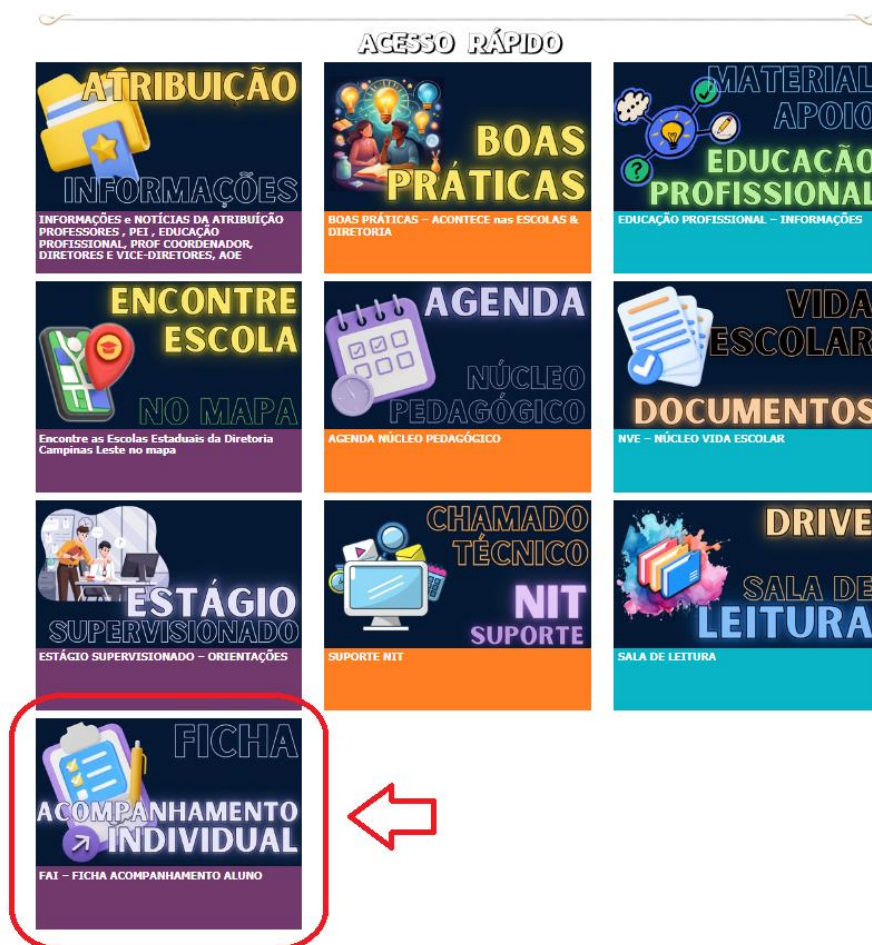 ACESSO RÁPIDO
ATRIBUIÇÃO
INFORMAÇÕES
INFORMAÇÕES e NOTÍCIAS DA ATRIBUIÇÃO
PROFESSORES , PEI , EDUCAÇÃO
PROFISSIONAL, PROF COORDENADOR,
DIRETORES E VICE-DIRETORES, AOE
BOAS
PRÁTICAS
BOAS PRÁTICAS – ACONTECE nas ESCOLAS &
DIRETORIA
MATERIAL
APOIO
EDUCACÃO
PROFISSIONAL
EDUCAÇÃO PROFISSIONAL – INFORMAÇÕES
ENCONTRE
ESCOLA
NO MAPA
Encontre as Escolas Estaduais da Diretoria
Campinas Leste no mapa
AGENDA
NÚCLEO
PEDAGÓGICO
AGENDA NÚCLEO PEDAGÓGICO
VIDA
ESCOLAR
DOCUMENTOS
NVE – NÚCLEO VIDA ESCOLAR
ESTÁGIO
SUPERVISIONADO
ESTÁGIO SUPERVISIONADO – ORIENTAÇÕES
CHAMADO
TÉCNICO
NIT
SUPORTE
SUPORTE NIT
DRIVE
SALA DE
LEITURA
SALA DE LEITURA
FICHA
ACOMPANHAMENTO
INDIVIDUAL
FAI – FICHA ACOMPANHAMENTO ALUNO